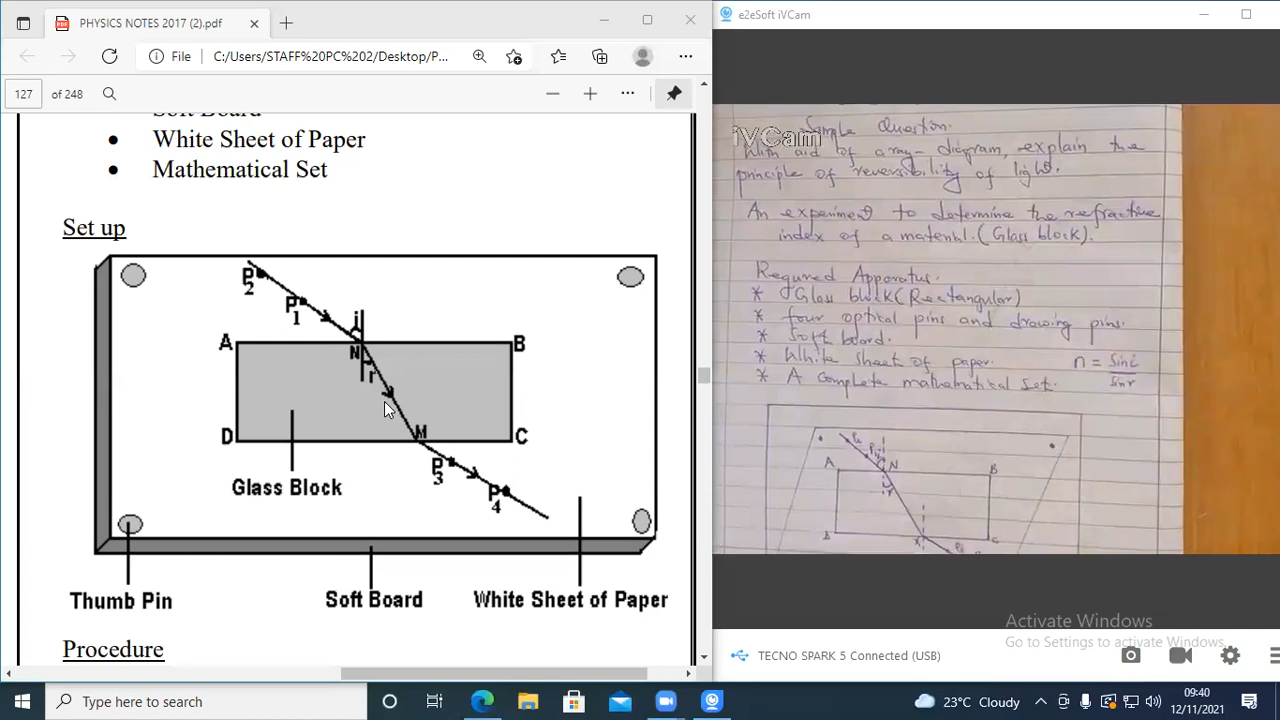 PHYSICS NOTES 2017 (2).pdf
File
C:/Users/STAFF%20PC%202/Desktop/P...
127 of 248
Soft Board
• White Sheet of Paper
• Mathematical Set
Set up
P2
P1
i
A
N
B
r
D
M
C
P3
P4
Glass Block
Thumb Pin
Soft Board
White Sheet of Paper
Procedure
e2eSoft iVCam
iVCam
Sample Question.
With aid of a ray-diagram, explain the
principle of reversibility of light.
An experiment to determine the refractive
index of a material. (Glass block).
Required Apparatus.
* Glass block (Rectangular)
* four optical pins and drawing pins.
* Soft board.
* White sheet of paper.
* A complete mathematical set.
n = Sini
Sinr
A
N
B
r
C
Activate Windows
Go to Settings to activate Windows.
TECNO SPARK 5 Connected (USB)
Type here to search
23°C Cloudy
09:40
12/11/2021